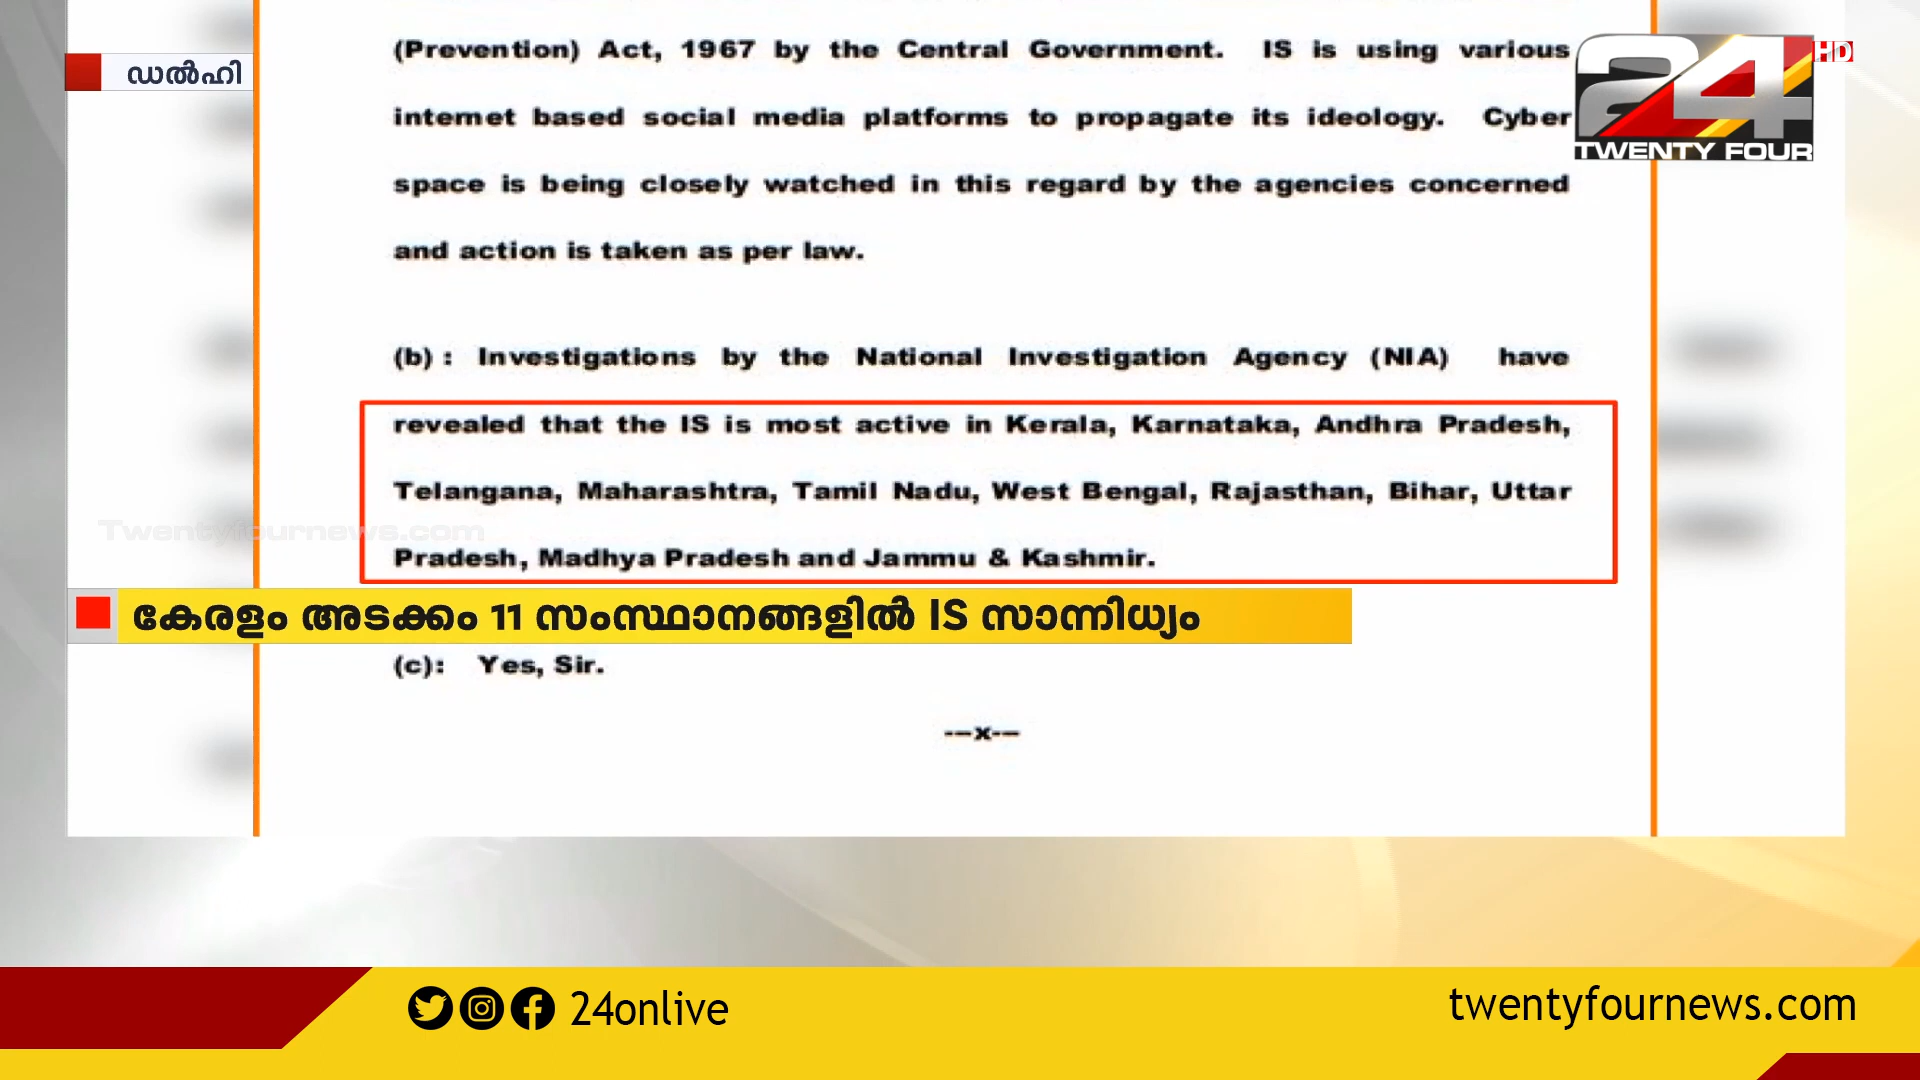 ഡൽഹി
(Prevention) Act, 1967 by the Central Government. IS is using various
internet based social media platforms to propagate its ideology. Cyber
space is being closely watched in this regard by the agencies concerned
and action is taken as per law.
24 HD
TWENTY FOUR
(b) : Investigations by the National Investigation Agency (NIA) have
revealed that the IS is most active in Kerala, Karnataka, Andhra Pradesh,
Telangana, Maharashtra, Tamil Nadu, West Bengal, Rajasthan, Bihar, Uttar
Pradesh, Madhya Pradesh and Jammu & Kashmir.
Twentyfournews.com
കേരളം അടക്കം 11 സംസ്ഥാനങ്ങളിൽ IS സാന്നിധ്യം
(c): Yes, Sir.
---x---
24onlive
twentyfournews.com